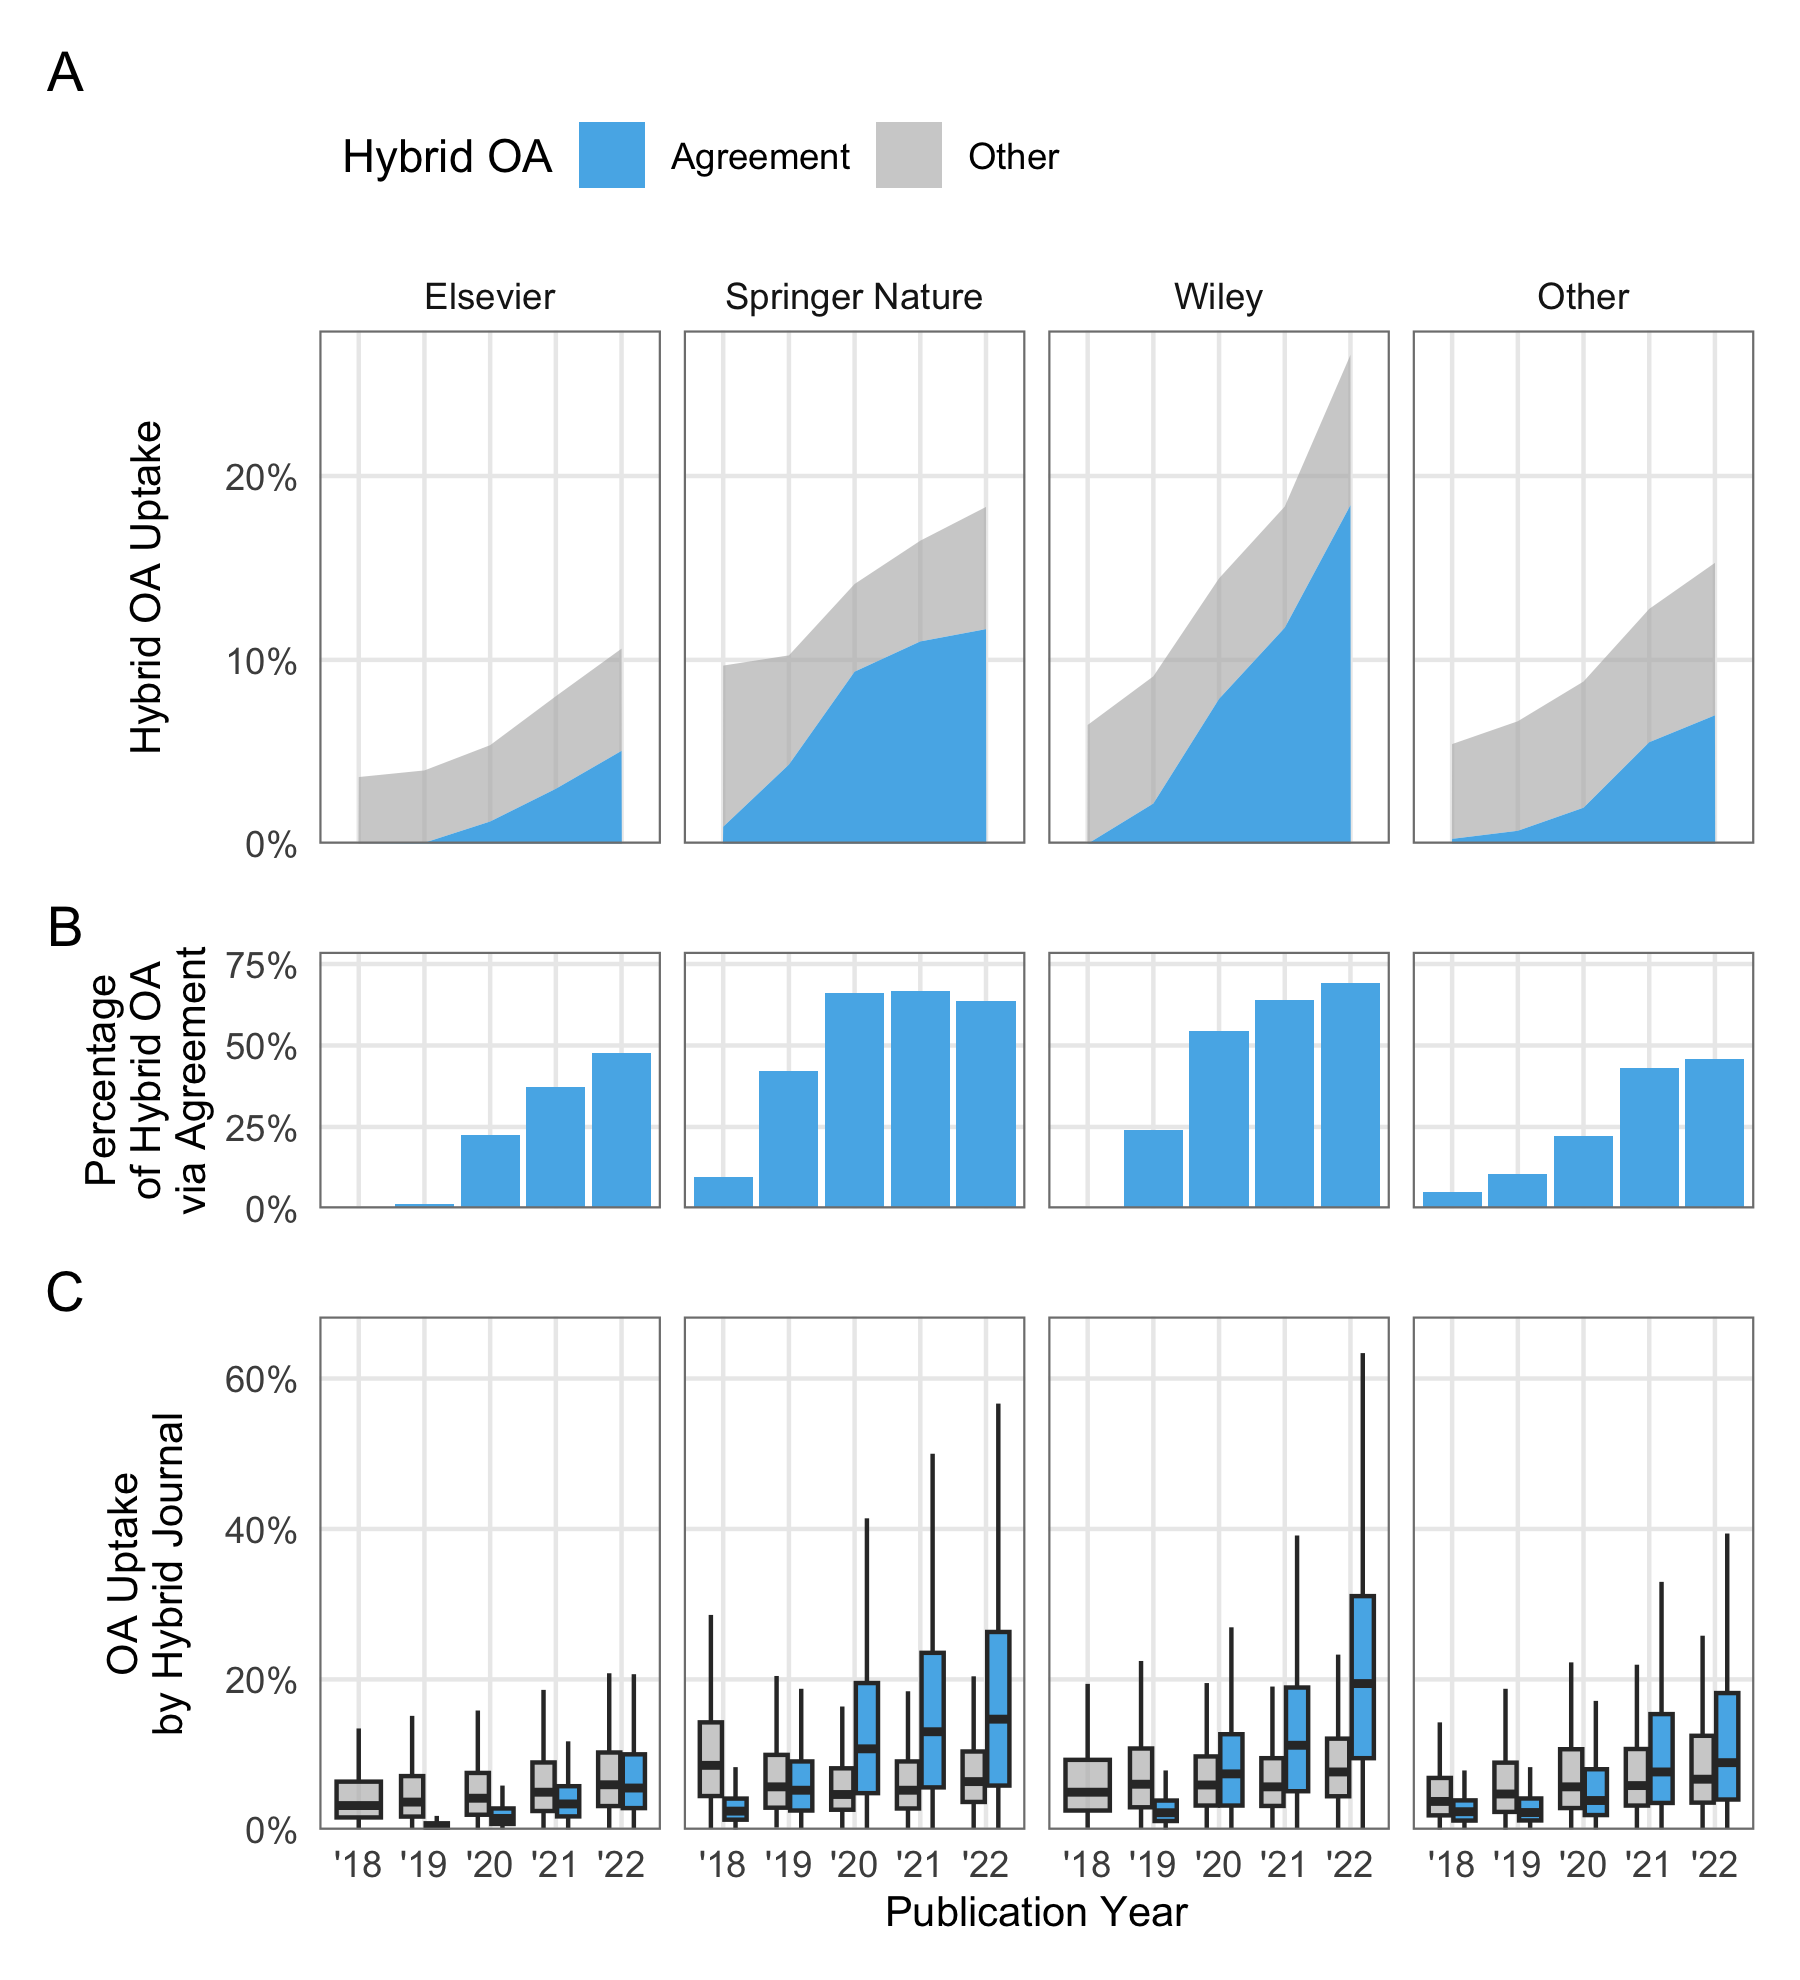 A
Hybrid OA Agreement Other
Elsevier Springer Nature Wiley Other
Hybrid OA Uptake
20%
10%
0%
B
Percentage
of Hybrid OA
via Agreement
75%
50%
25%
0%
C
OA Uptake
by Hybrid Journal
60%
40%
20%
0%
'18 '19 '20 '21 '22 '18 '19 '20 '21 '22 '18 '19 '20 '21 '22 '18 '19 '20 '21 '22
Publication Year